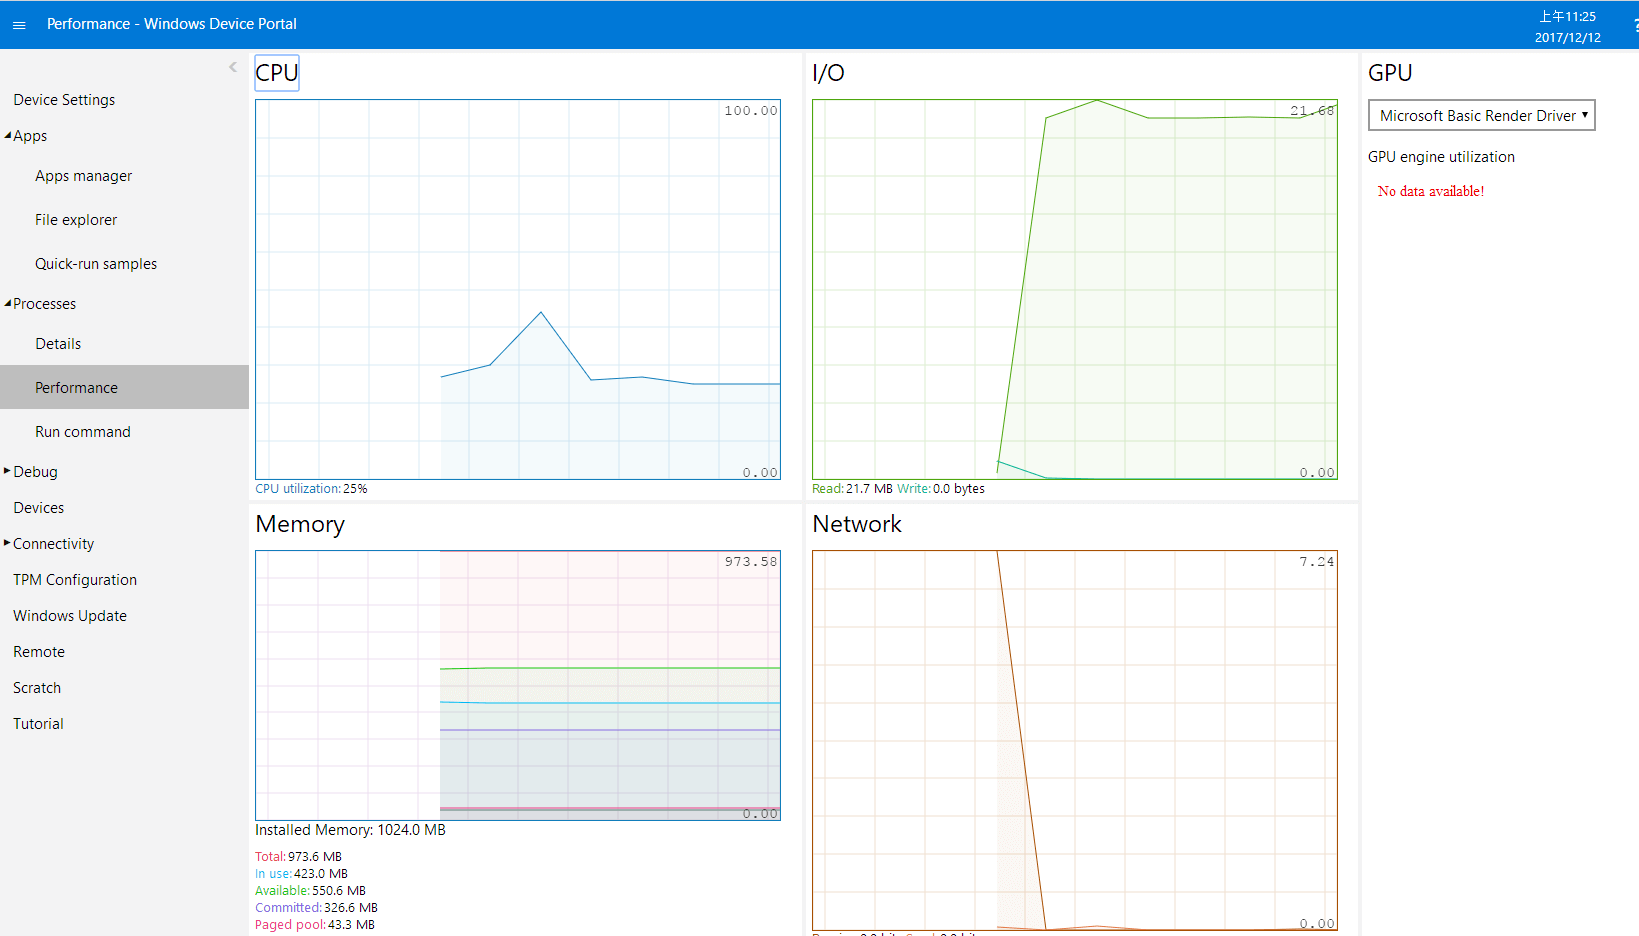 Performance - Windows Device Portal
上午11:25
2017/12/12
Device Settings
Apps
Apps manager
File explorer
Quick-run samples
Processes
Details
Performance
Run command
Debug
Devices
Connectivity
TPM Configuration
Windows Update
Remote
Scratch
Tutorial
CPU
100.00
0.00
CPU utilization: 25%
I/O
21.68
0.00
Read: 21.7 MB Write: 0.0 bytes
GPU
Microsoft Basic Render Driver
GPU engine utilization
No data available!
Memory
973.58
0.00
Installed Memory: 1024.0 MB
Total: 973.6 MB
In use: 423.0 MB
Available: 550.6 MB
Committed: 326.6 MB
Paged pool: 43.3 MB
Network
7.24
0.00